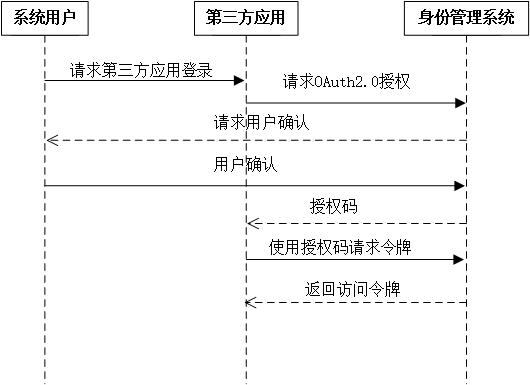 系统用户
第三方应用
身份管理系统
请求第三方应用登录
请求OAuth2.0授权
请求用户确认
用户确认
授权码
使用授权码请求令牌
返回访问令牌